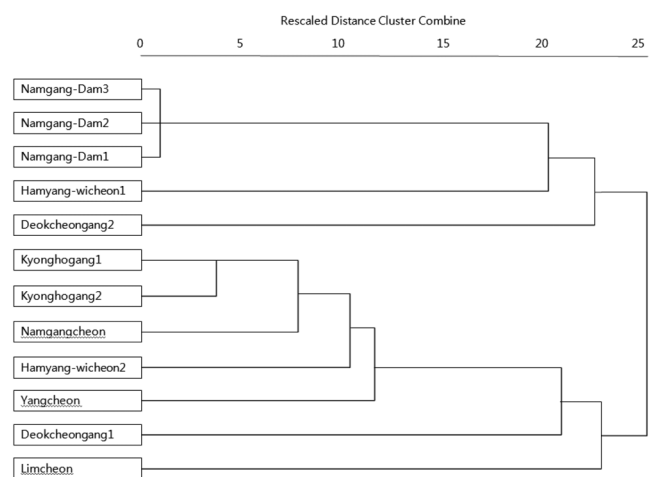 Rescaled Distance Cluster Combine
0 5 10 15 20 25
Namgang-Dam3
Namgang-Dam2
Namgang-Dam1
Hamyang-wicheon1
Deokcheongang2
Kyonghogang1
Kyonghogang2
Namgangcheon
Hamyang-wicheon2
Yangcheon
Deokcheongang1
Limcheon